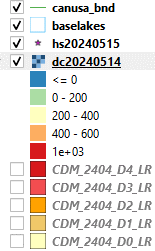 canusa_bnd
baselakes
hs20240515
dc20240514
<= 0
0 - 200
200 - 400
400 - 600
1e+03
CDM_2404_D4_LR
CDM_2404_D3_LR
CDM_2404_D2_LR
CDM_2404_D1_LR
CDM_2404_D0_LR